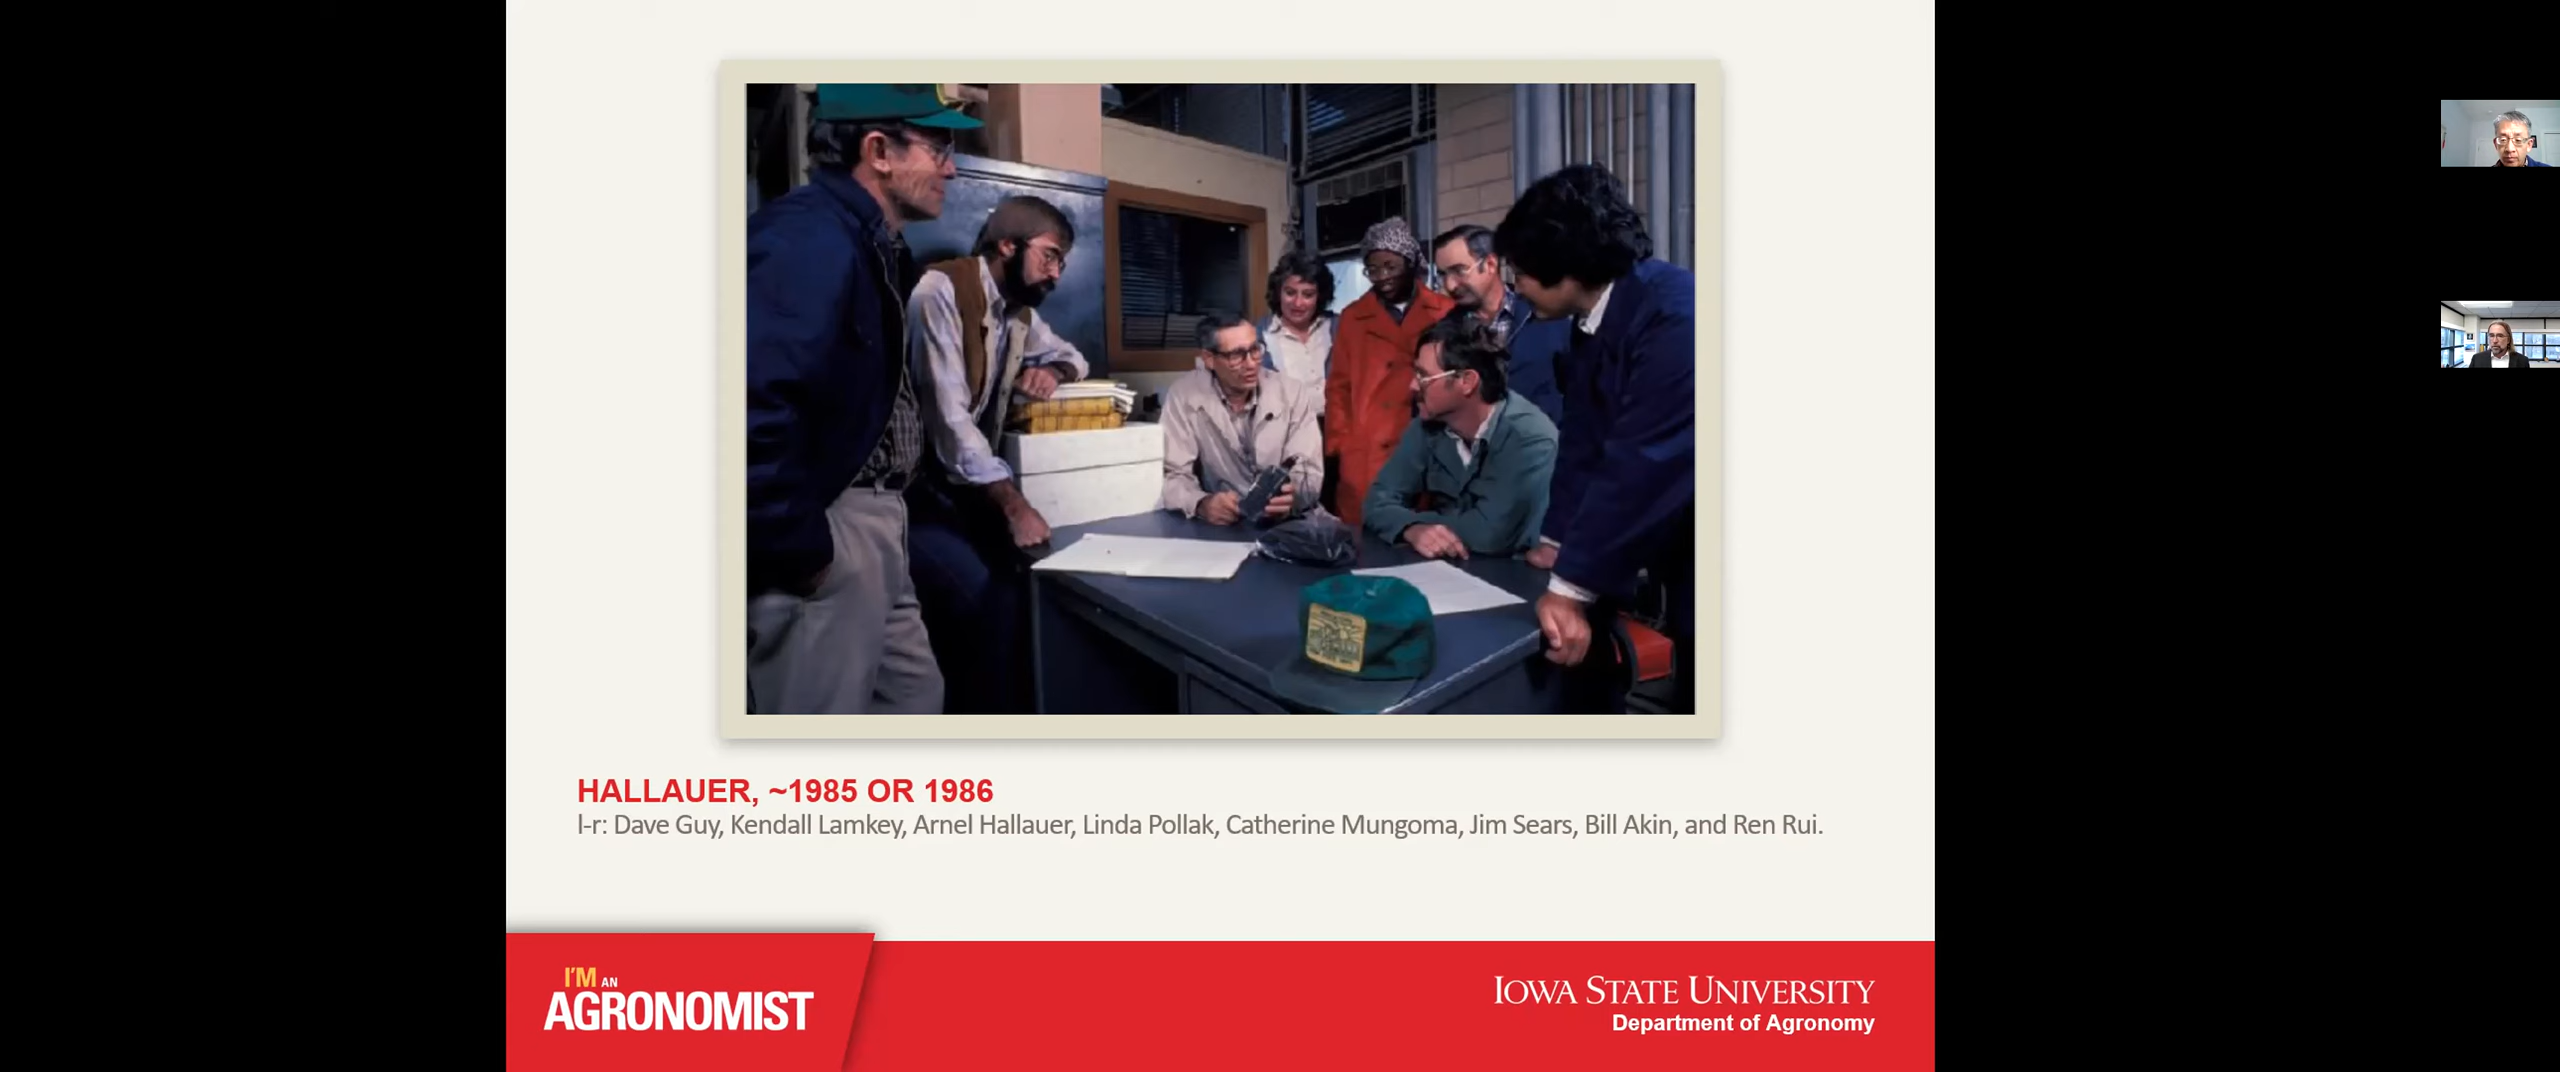 HALLAUER, ~1985 OR 1986
l-r: Dave Guy, Kendall Lamkey, Arnel Hallauer, Linda Pollak, Catherine Mungoma, Jim Sears, Bill Akin, and Ren Rui.
I'M AN
AGRONOMIST
IOWA STATE UNIVERSITY
Department of Agronomy